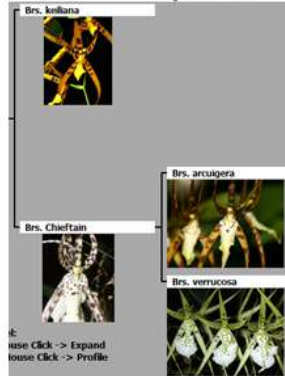 Brs. keiliana
Brs. arcuigera
Brs. Chieftain
Brs. verrucosa
ouse Click -> Expand
ouse Click -> Profile